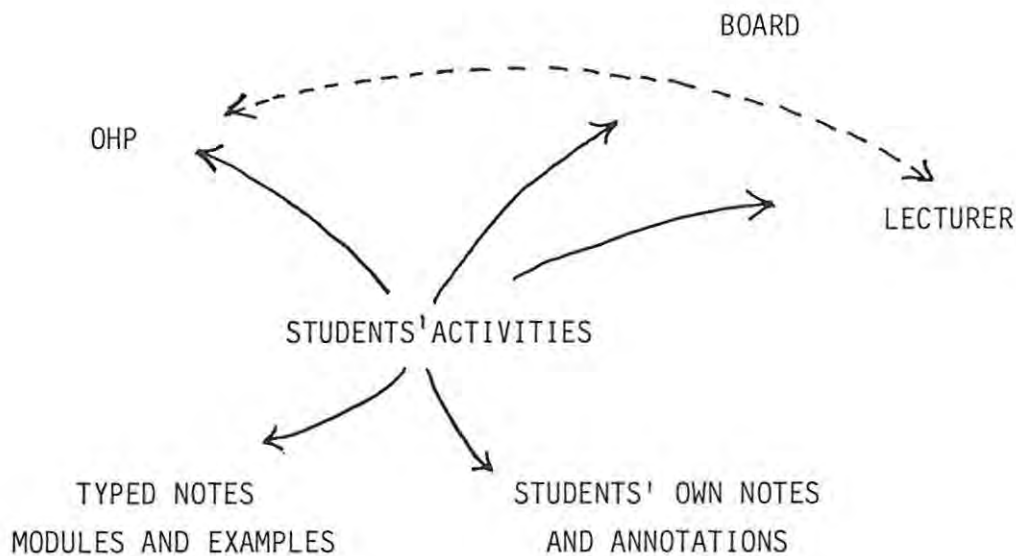 BOARD
OHP
LECTURER
STUDENTS' ACTIVITIES
TYPED NOTES
MODULES AND EXAMPLES
STUDENTS' OWN NOTES
AND ANNOTATIONS